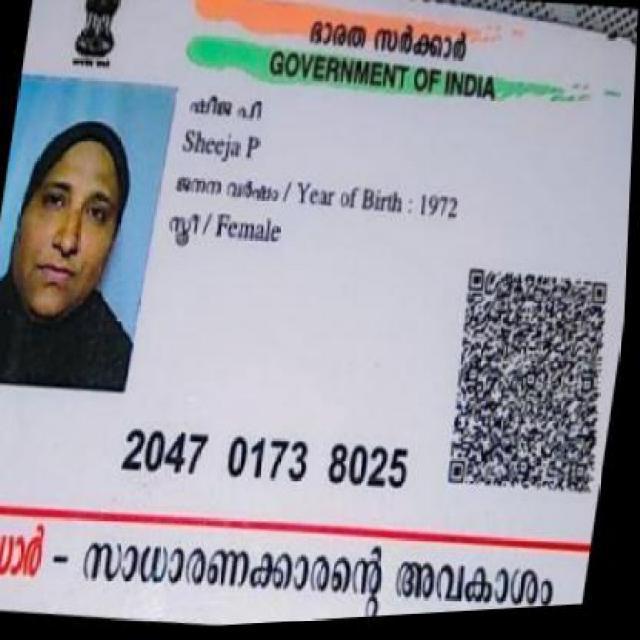 ഭാരത സർക്കാർ
GOVERNMENT OF INDIA
ഷീജ പി
Sheeja P
ജനന വർഷം / Year of Birth : 1972
സ്ത്രീ / Female
2047 0173 8025
ധാർ - സാധാരണക്കാരന്റെ അവകാശം